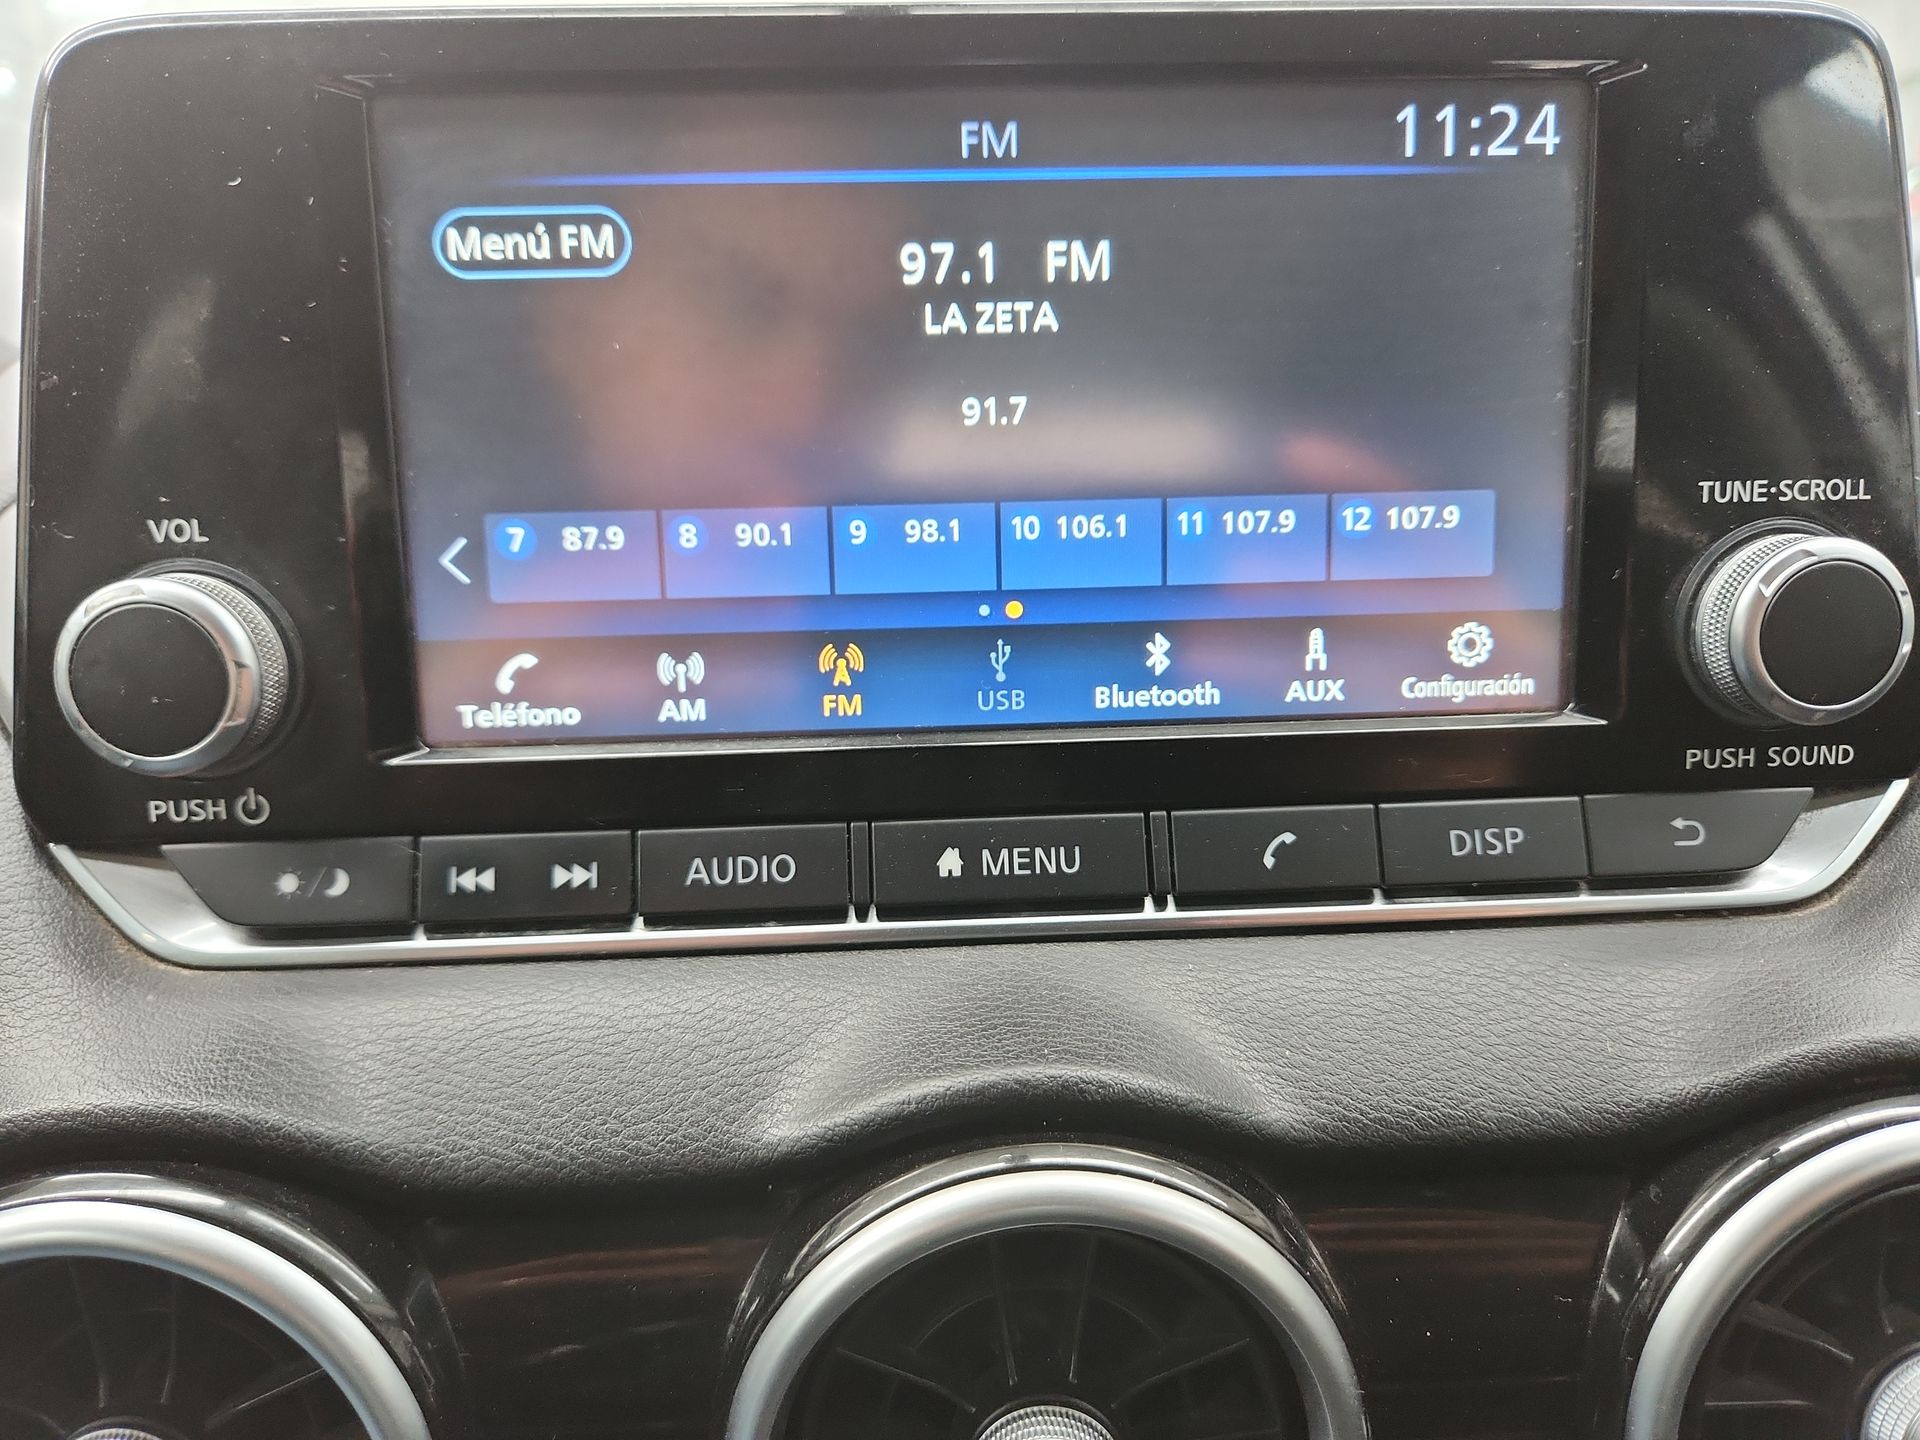 FM
11:24
Menú FM
97.1 FM
LA ZETA
91.7
7 87.9 8 90.1 9 98.1 10 106.1 11 107.9 12 107.9
Teléfono AM FM USB Bluetooth AUX Configuración
VOL
PUSH
TUNE·SCROLL
PUSH SOUND
AUDIO MENU DISP